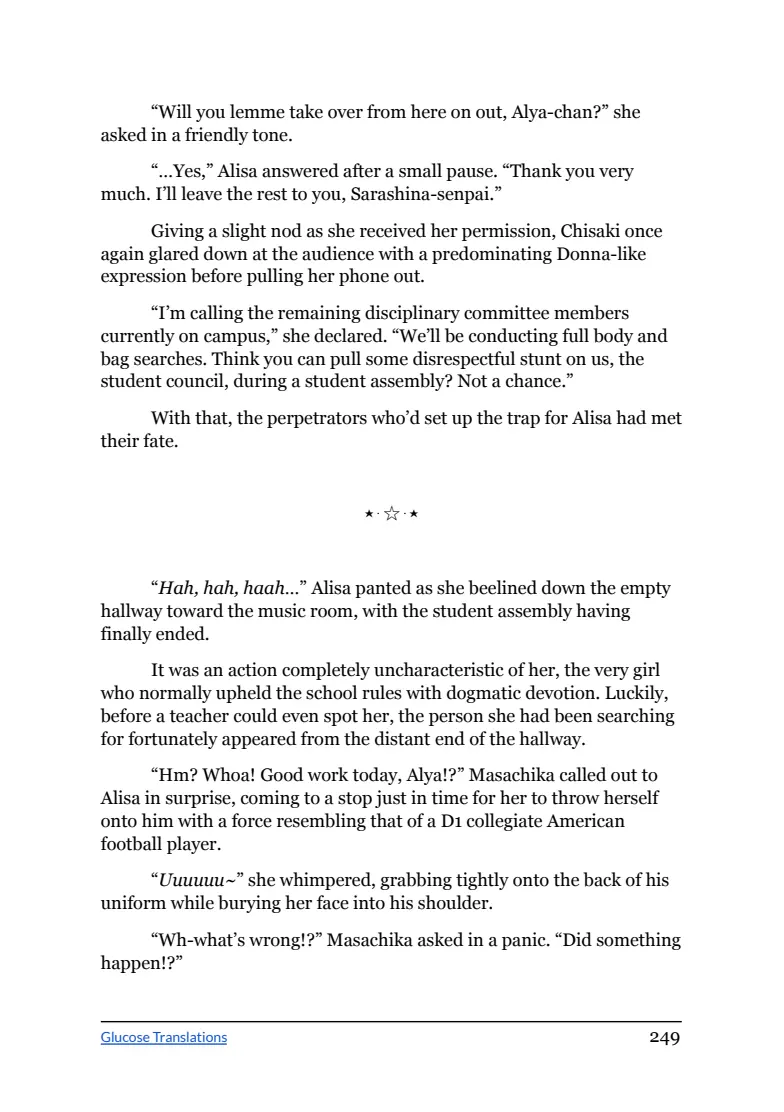 “Will you lemme take over from here on out, Alya-chan?” she
asked in a friendly tone.
“…Yes,” Alisa answered after a small pause. “Thank you very
much. I’ll leave the rest to you, Sarashina-senpai.”
Giving a slight nod as she received her permission, Chisaki once
again glared down at the audience with a predominating Donna-like
expression before pulling her phone out.
“I’m calling the remaining disciplinary committee members
currently on campus,” she declared. “We’ll be conducting full body and
bag searches. Think you can pull some disrespectful stunt on us, the
student council, during a student assembly? Not a chance.”
With that, the perpetrators who’d set up the trap for Alisa had met
their fate.
⋆ · ☆ · ⋆
“Hah, hah, haah…” Alisa panted as she beelined down the empty
hallway toward the music room, with the student assembly having
finally ended.
It was an action completely uncharacteristic of her, the very girl
who normally upheld the school rules with dogmatic devotion. Luckily,
before a teacher could even spot her, the person she had been searching
for fortunately appeared from the distant end of the hallway.
“Hm? Whoa! Good work today, Alya!?” Masachika called out to
Alisa in surprise, coming to a stop just in time for her to throw herself
onto him with a force resembling that of a D1 collegiate American
football player.
“Uuuuuu~” she whimpered, grabbing tightly onto the back of his
uniform while burying her face into his shoulder.
“Wh-what’s wrong!?” Masachika asked in a panic. “Did something
happen!?”
Glucose Translations 249